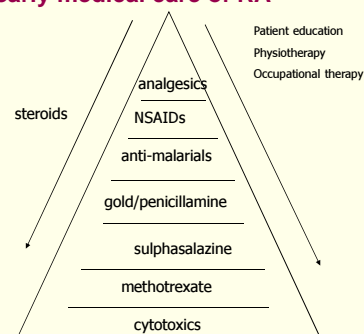 early medical care of RA
Patient education
Physiotherapy
Occupational therapy
steroids
analgesics
NSAIDs
anti-malarials
gold/penicillamine
sulphasalazine
methotrexate
cytotoxics